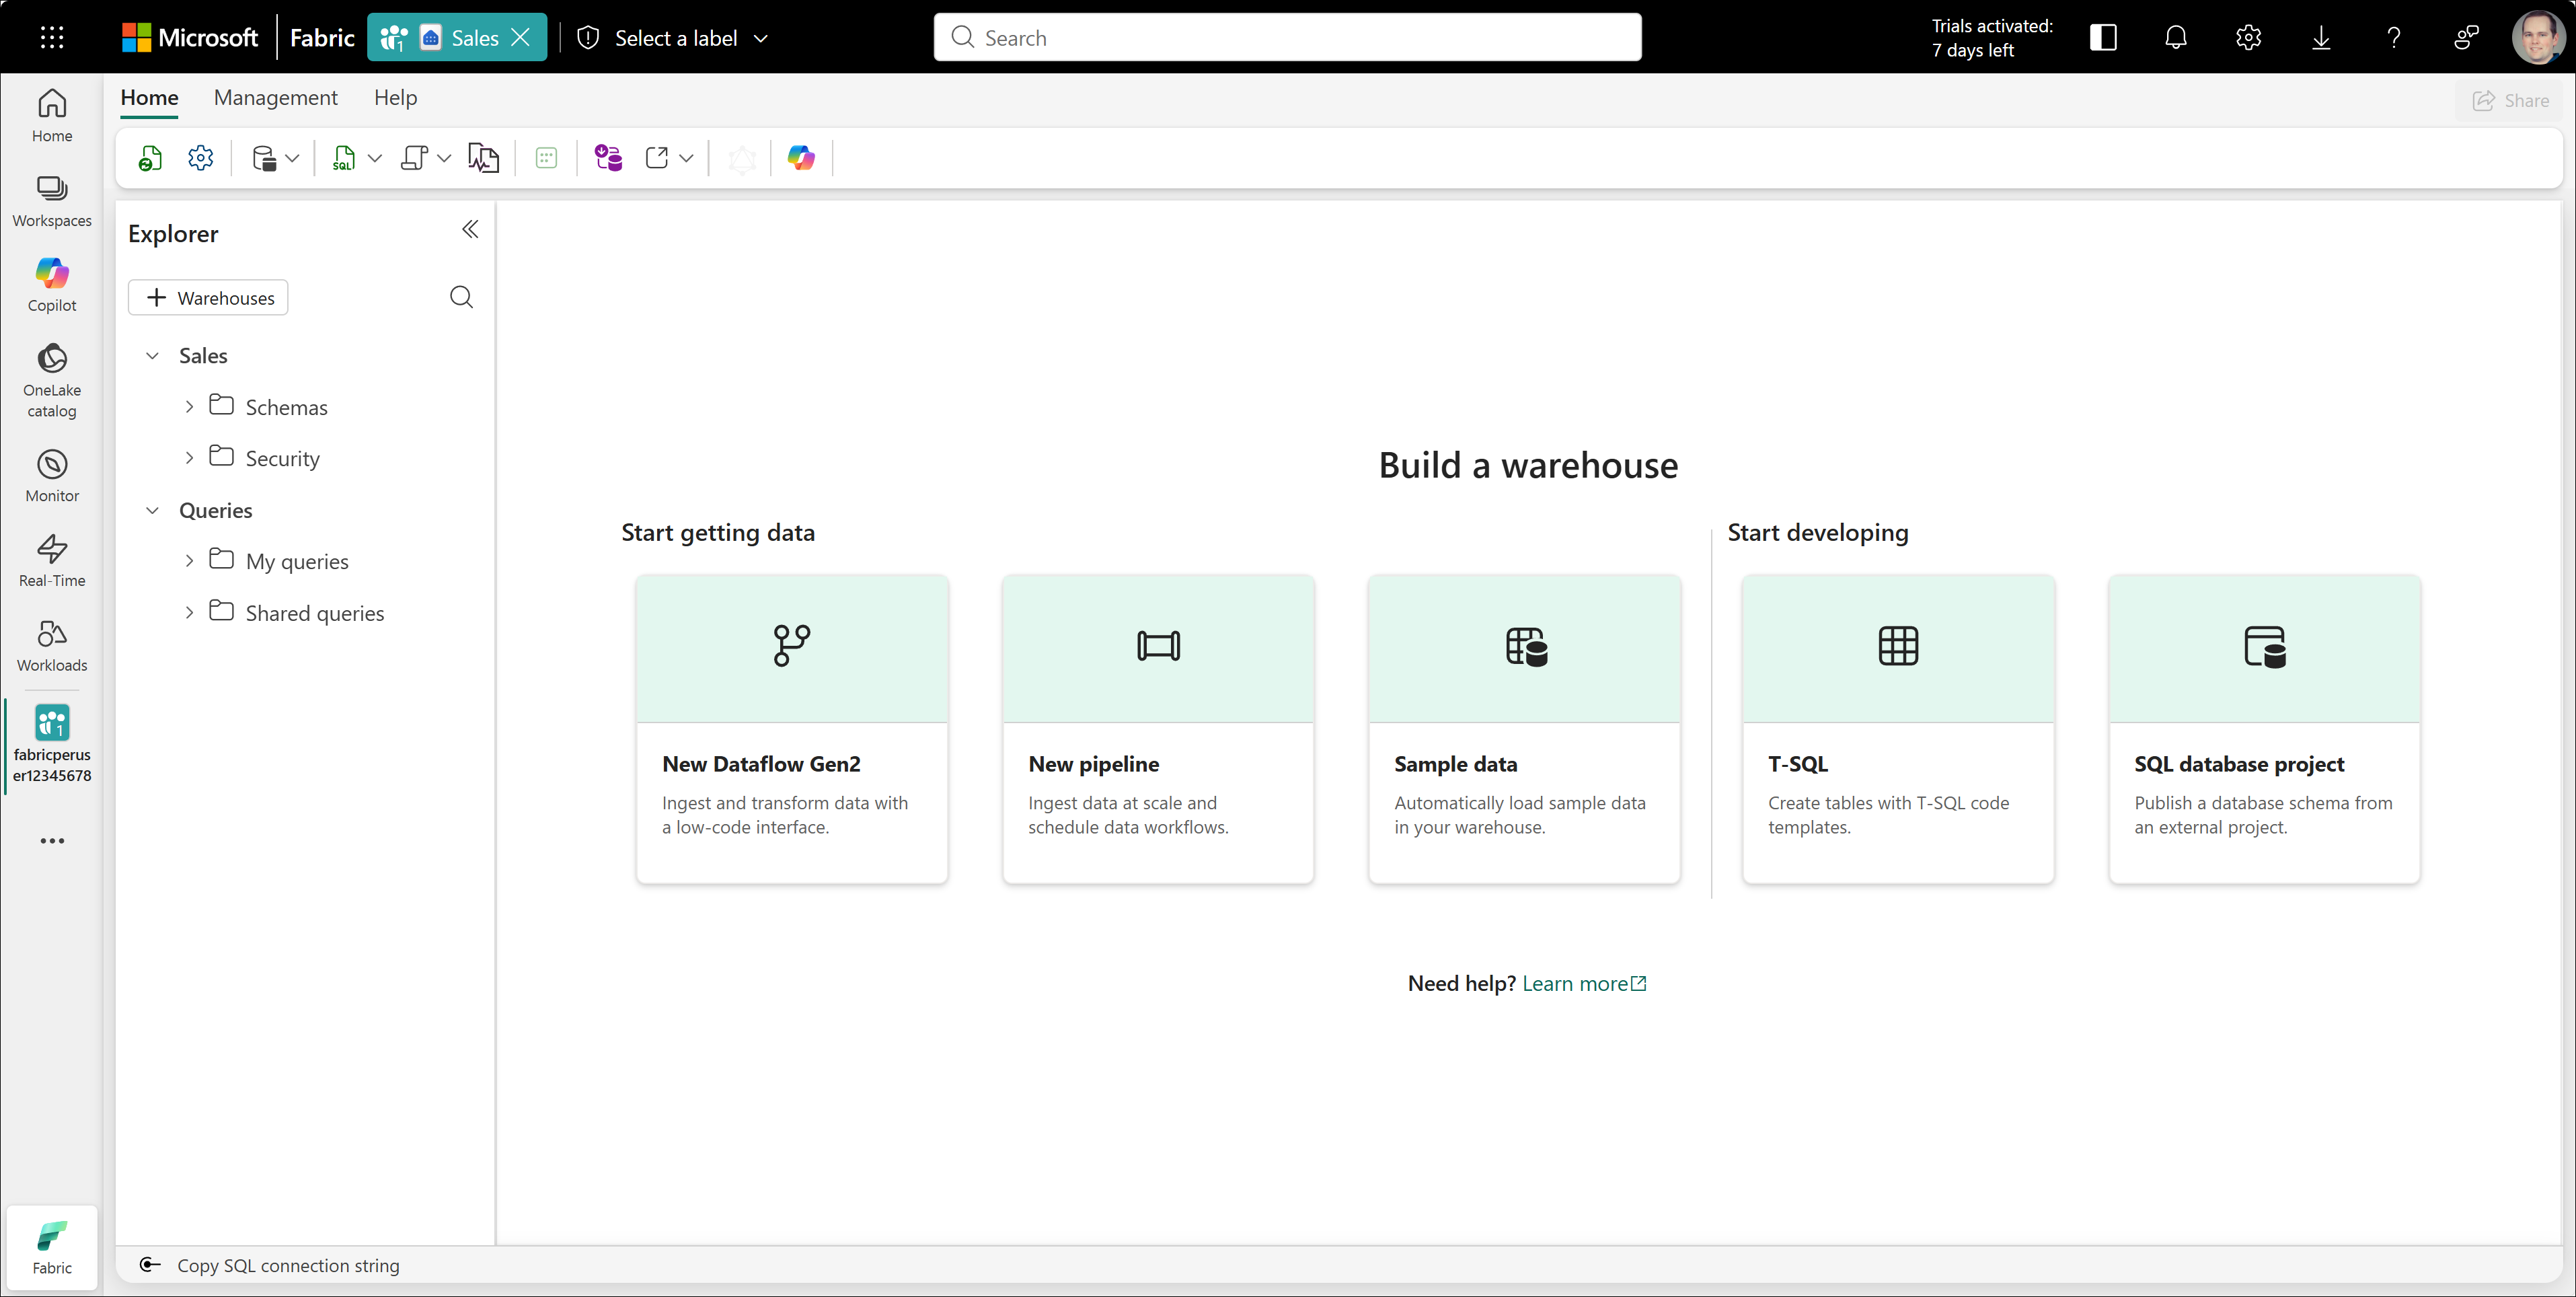 Microsoft
Fabric
1
Sales
Select a label
Search
Trials activated:
7 days left
Home
Management
Help
Share
SQL
Home
Workspaces
Copilot
OneLake
catalog
Monitor
Real-Time
Workloads
1
fabricperus
er12345678
Fabric
Explorer
Warehouses
Sales
Schemas
Security
Queries
My queries
Shared queries
Build a warehouse
Start getting data
Start developing
New Dataflow Gen2
Ingest and transform data with
a low-code interface.
New pipeline
Ingest data at scale and
schedule data workflows.
Sample data
Automatically load sample data
in your warehouse.
T-SQL
Create tables with T-SQL code
templates.
SQL database project
Publish a database schema from
an external project.
Need help? Learn more
Copy SQL connection string